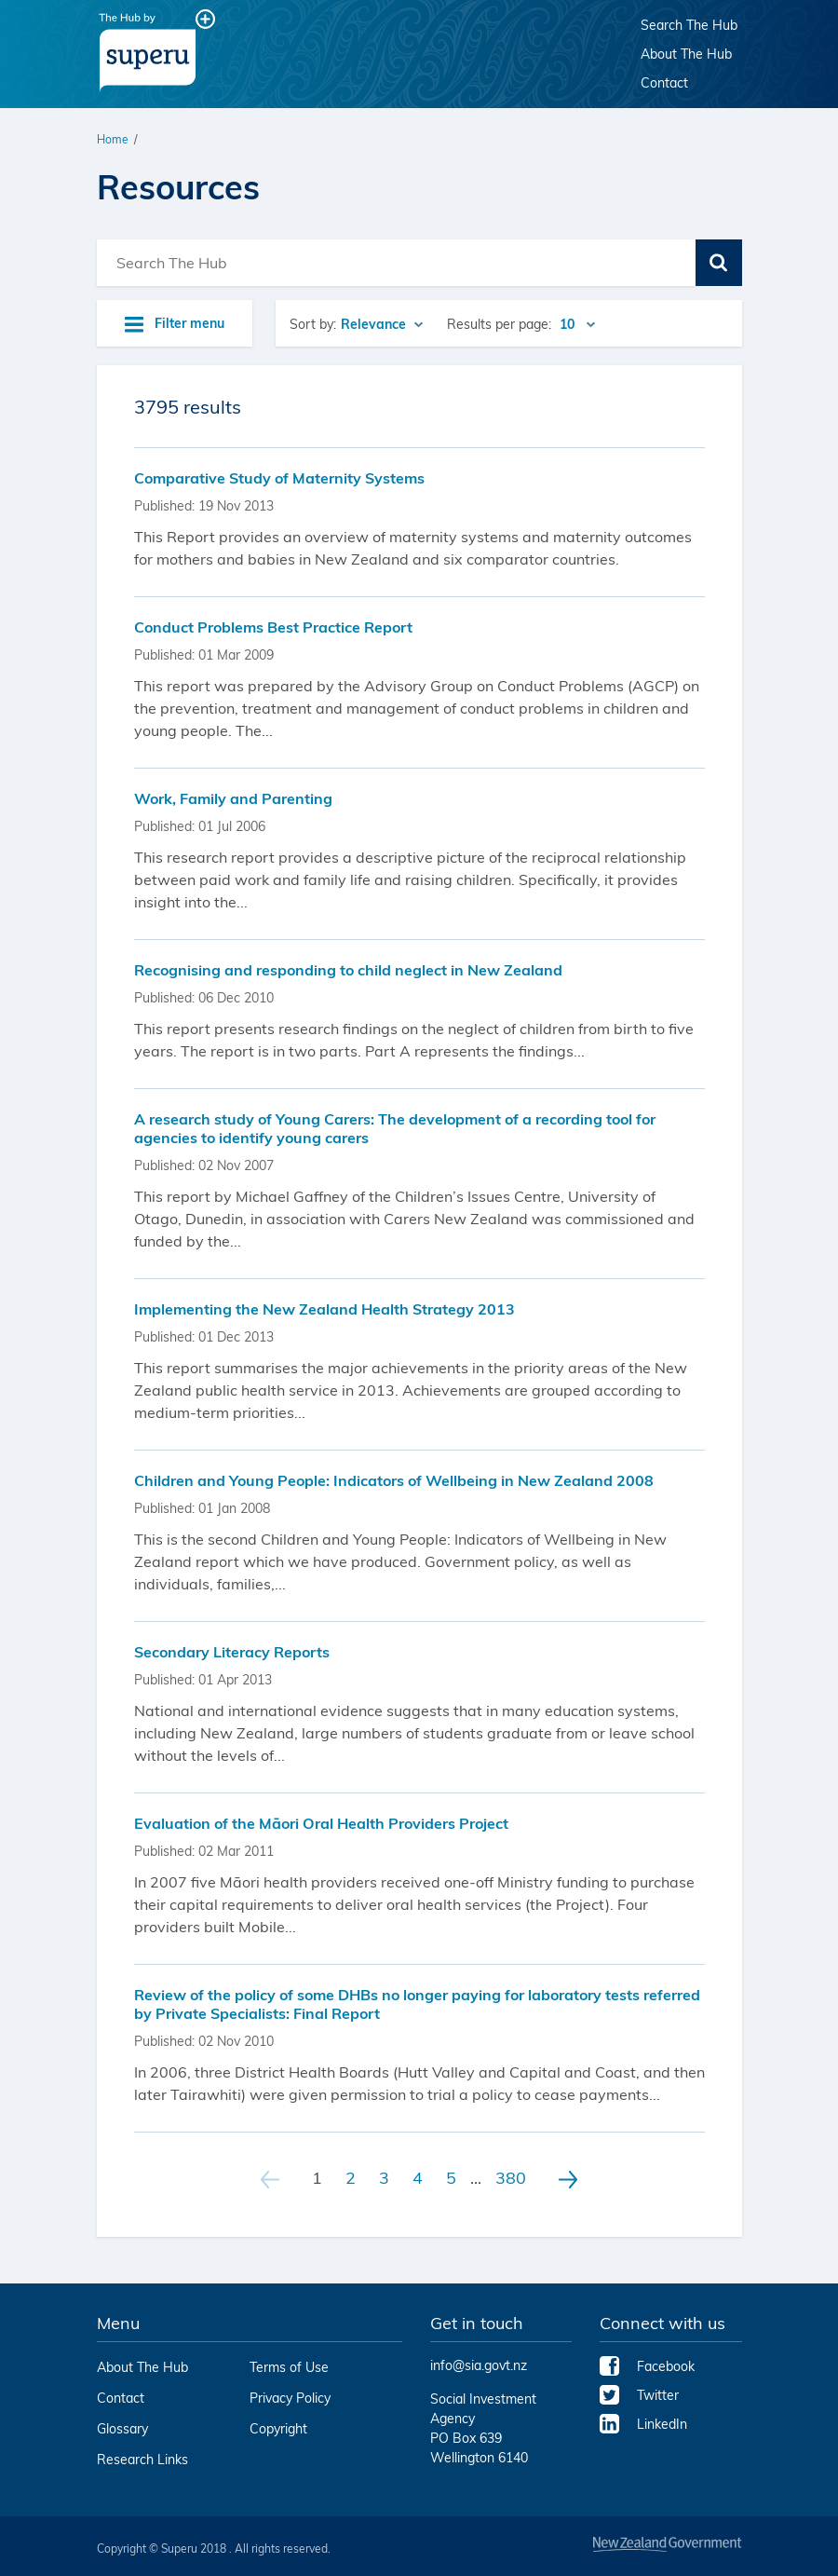 The Hub by
superu
Search The Hub
About The Hub
Contact
Home /
Resources
Search The Hub
Filter menu
Sort by: Relevance
Results per page: 10
3795 results
Comparative Study of Maternity Systems
Published: 19 Nov 2013
This Report provides an overview of maternity systems and maternity outcomes
for mothers and babies in New Zealand and six comparator countries.
Conduct Problems Best Practice Report
Published: 01 Mar 2009
This report was prepared by the Advisory Group on Conduct Problems (AGCP) on
the prevention, treatment and management of conduct problems in children and
young people. The...
Work, Family and Parenting
Published: 01 Jul 2006
This research report provides a descriptive picture of the reciprocal relationship
between paid work and family life and raising children. Specifically, it provides
insight into the...
Recognising and responding to child neglect in New Zealand
Published: 06 Dec 2010
This report presents research findings on the neglect of children from birth to five
years. The report is in two parts. Part A represents the findings...
A research study of Young Carers: The development of a recording tool for
agencies to identify young carers
Published: 02 Nov 2007
This report by Michael Gaffney of the Children’s Issues Centre, University of
Otago, Dunedin, in association with Carers New Zealand was commissioned and
funded by the...
Implementing the New Zealand Health Strategy 2013
Published: 01 Dec 2013
This report summarises the major achievements in the priority areas of the New
Zealand public health service in 2013. Achievements are grouped according to
medium-term priorities...
Children and Young People: Indicators of Wellbeing in New Zealand 2008
Published: 01 Jan 2008
This is the second Children and Young People: Indicators of Wellbeing in New
Zealand report which we have produced. Government policy, as well as
individuals, families,...
Secondary Literacy Reports
Published: 01 Apr 2013
National and international evidence suggests that in many education systems,
including New Zealand, large numbers of students graduate from or leave school
without the levels of...
Evaluation of the Māori Oral Health Providers Project
Published: 02 Mar 2011
In 2007 five Māori health providers received one-off Ministry funding to purchase
their capital requirements to deliver oral health services (the Project). Four
providers built Mobile...
Review of the policy of some DHBs no longer paying for laboratory tests referred
by Private Specialists: Final Report
Published: 02 Nov 2010
In 2006, three District Health Boards (Hutt Valley and Capital and Coast, and then
later Tairawhiti) were given permission to trial a policy to cease payments...
1 2 3 4 5 ... 380
Menu
About The Hub
Contact
Glossary
Research Links
Terms of Use
Privacy Policy
Copyright
Get in touch
info@sia.govt.nz
Social Investment
Agency
PO Box 639
Wellington 6140
Connect with us
Facebook
Twitter
LinkedIn
Copyright © Superu 2018 . All rights reserved.
New Zealand Government